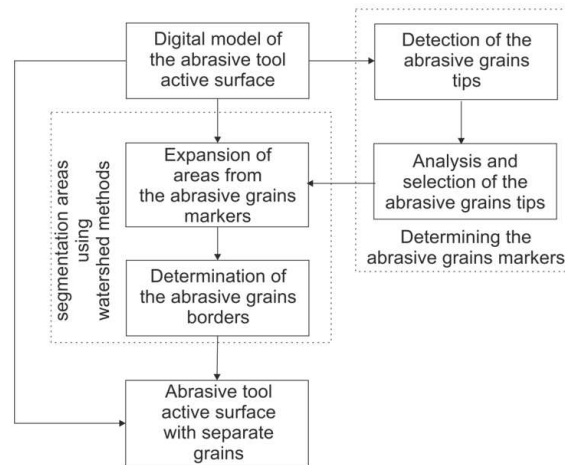 Digital model of
the abrasive tool
active surface
Detection of the
abrasive grains
tips
Expansion of
areas from
the abrasive grains
markers
Analysis and
selection of the
abrasive grains tips
Determining the
abrasive grains markers
segmentation areas
using
watershed methods
Determination of
the abrasive grains
borders
Abrasive tool
active surface
with separate
grains